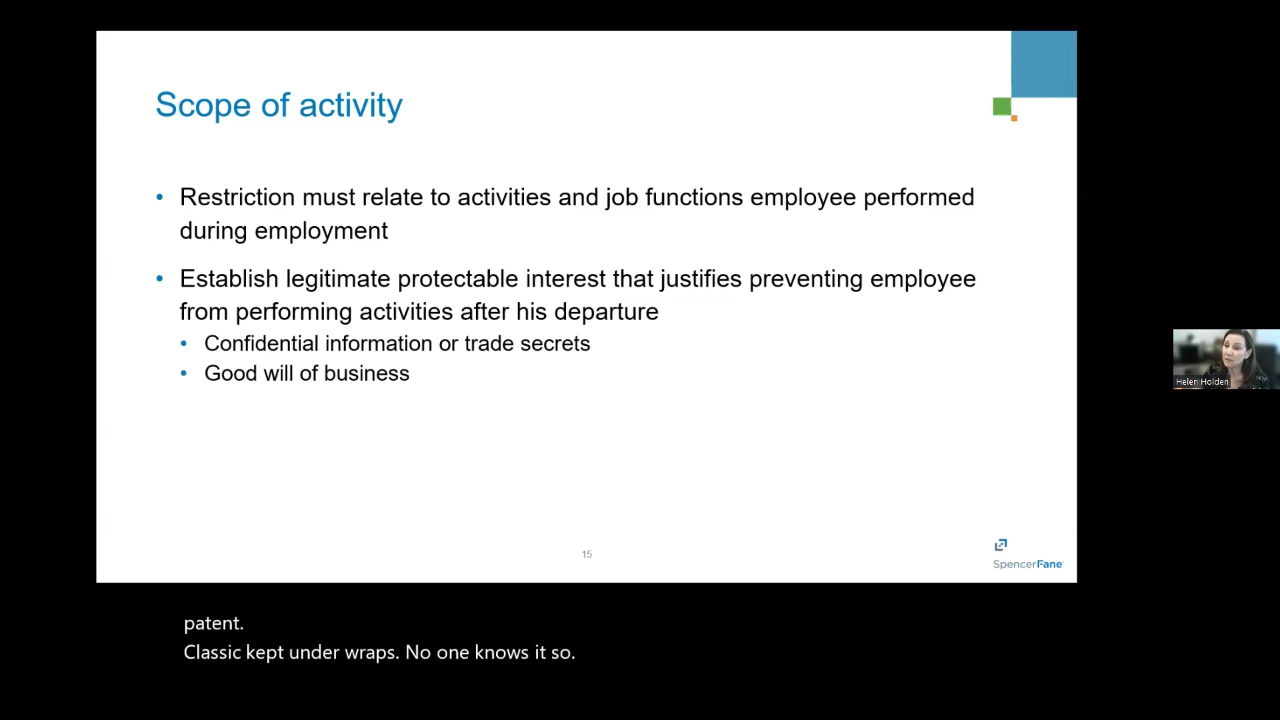 Scope of activity
• Restriction must relate to activities and job functions employee performed
during employment
• Establish legitimate protectable interest that justifies preventing employee
from performing activities after his departure
• Confidential information or trade secrets
• Good will of business
Helen Holden
15
SpencerFane
patent.
Classic kept under wraps. No one knows it so.